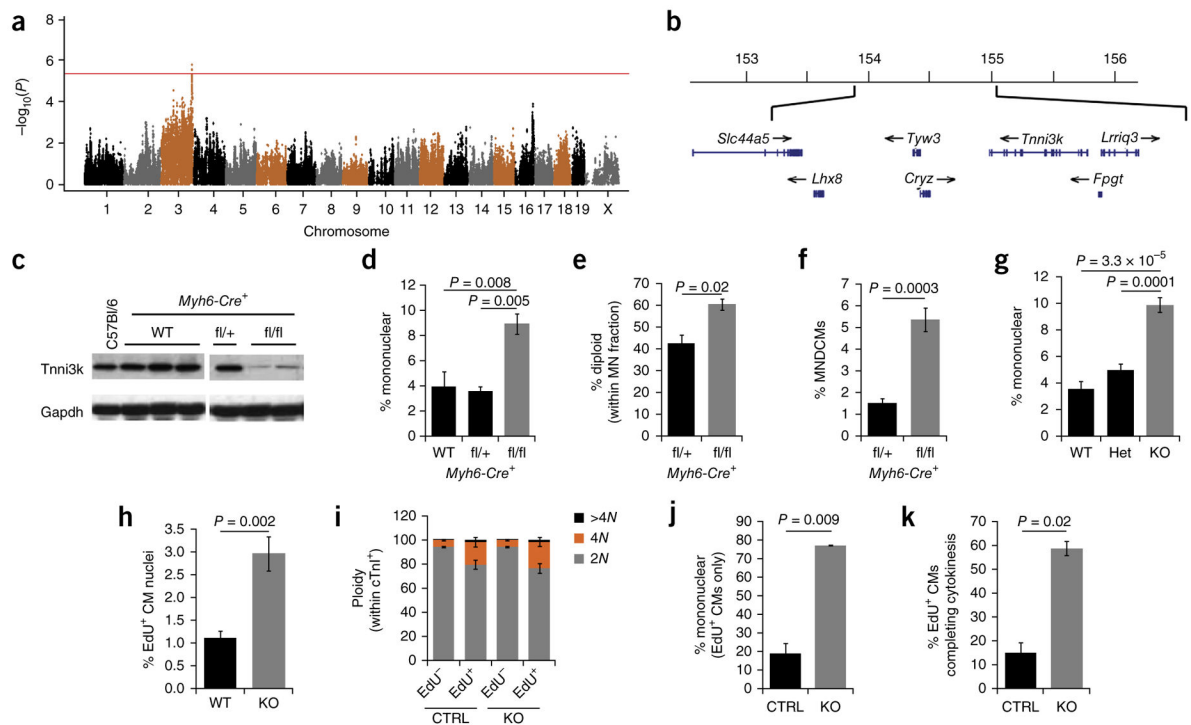 a
8
6
4
2
0
–log10(P)
1 2 3 4 5 6 7 8 9 10 11 12 13 14 15 16 17 18 19 X
Chromosome
b
153 154 155 156
Slc44a5 Tyw3 Tnni3k Lrriq3
Lhx8 Cryz Fpgt
c
C57Bl/6
Myh6-Cre+
WT fl/+ fl/fl
Tnni3k
Gapdh
d
P = 0.008
P = 0.005
12
10
8
6
4
2
0
% mononuclear
WT fl/+ fl/fl
Myh6-Cre+
e
P = 0.02
70
60
50
40
30
20
10
0
% diploid
(within MN fraction)
fl/+ fl/fl
Myh6-Cre+
f
P = 0.0003
7
6
5
4
3
2
1
0
% MNDCMs
fl/+ fl/fl
Myh6-Cre+
g
P = 3.3 × 10–5
P = 0.0001
12
10
8
6
4
2
0
% mononuclear
WT Het KO
h
P = 0.002
3.5
3.0
2.5
2.0
1.5
1.0
0.5
0.0
% EdU+ CM nuclei
WT KO
i
120
100
80
60
40
20
0
Ploidy
(within cTnI+)
>4N
4N
2N
EdU– EdU+ EdU\ EdU+
CTRL KO
j
P = 0.009
90
80
70
60
50
40
30
20
10
0
% mononuclear
(EdU+ CMs only)
CTRL KO
k
P = 0.02
70
60
50
40
30
20
10
0
% EdU+ CMs
completing cytokinesis
CTRL KO